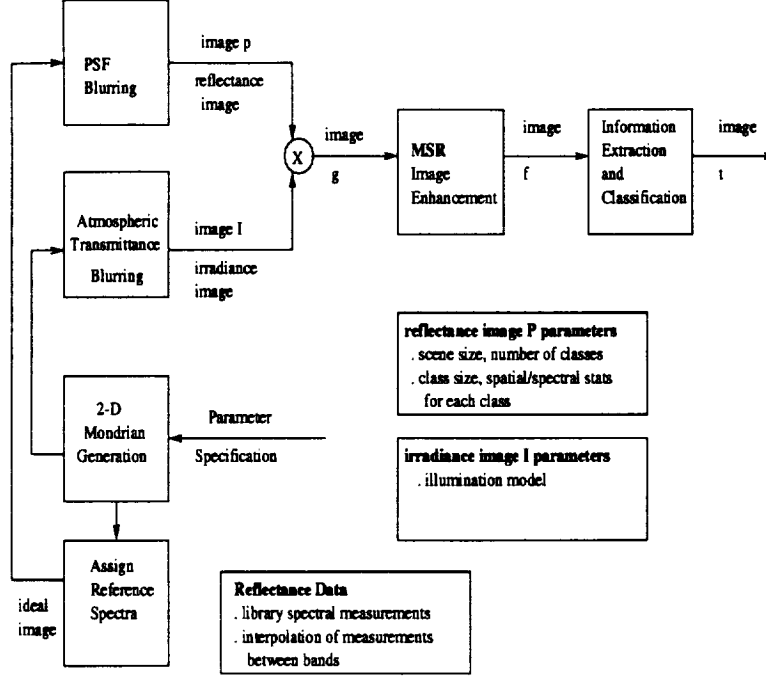 PSF
Blurring
image p
reflectance
image
X
image
g
MSR
Image
Enhancement
image
f
Information
Extraction
and
Classification
image
t
Atmospheric
Transmittance
Blurring
image I
irradiance
image
reflectance image P parameters
. scene size, number of classes
. class size, spatial/spectral stats
for each class
2-D
Mondrian
Generation
Parameter
Specification
irradiance image I parameters
. illumination model
Assign
Reference
Spectra
ideal
image
Reflectance Data
. library spectral measurements
. interpolation of measurements
between bands